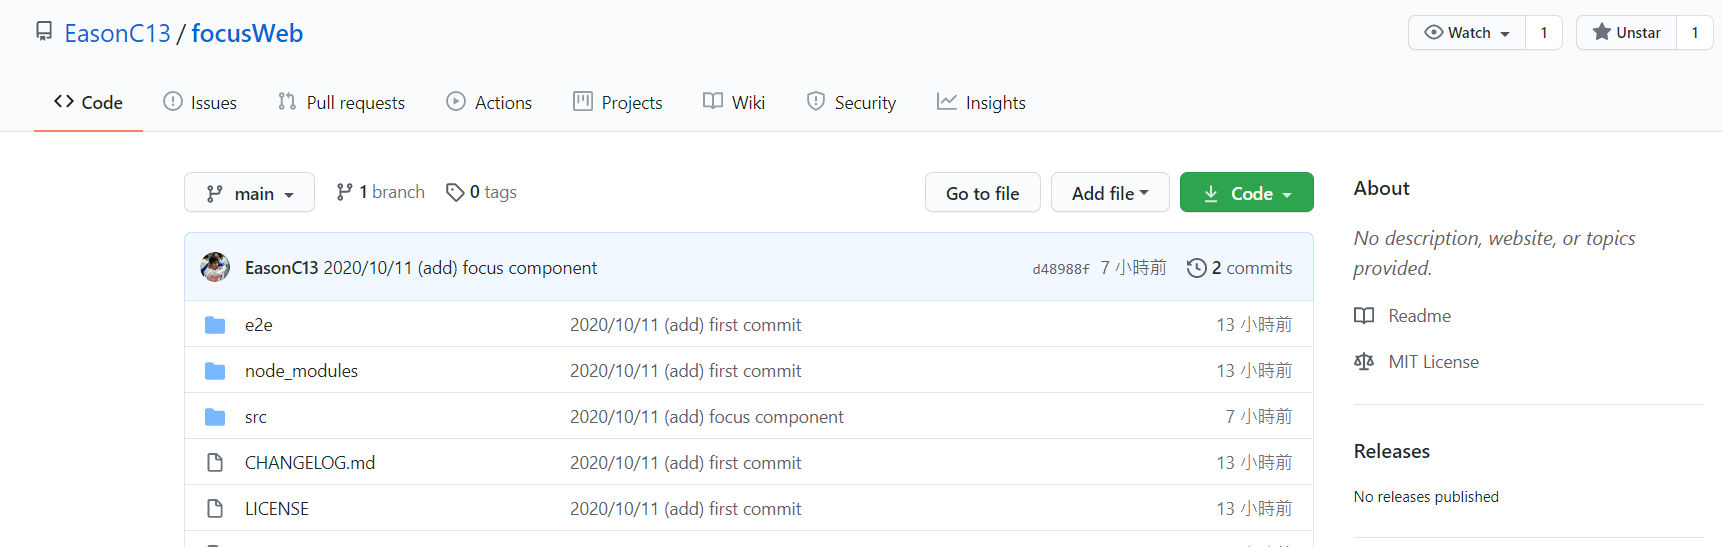 EasonC13 / focusWeb
Watch 1 Unstar 1
Code Issues Pull requests Actions Projects Wiki Security Insights
main 1 branch 0 tags Go to file Add file Code
EasonC13 2020/10/11 (add) focus component d48988f 7 小時前 2 commits
e2e 2020/10/11 (add) first commit 13 小時前
node_modules 2020/10/11 (add) first commit 13 小時前
src 2020/10/11 (add) focus component 7 小時前
CHANGELOG.md 2020/10/11 (add) first commit 13 小時前
LICENSE 2020/10/11 (add) first commit 13 小時前
About
No description, website, or topics
provided.
Readme
MIT License
Releases
No releases published